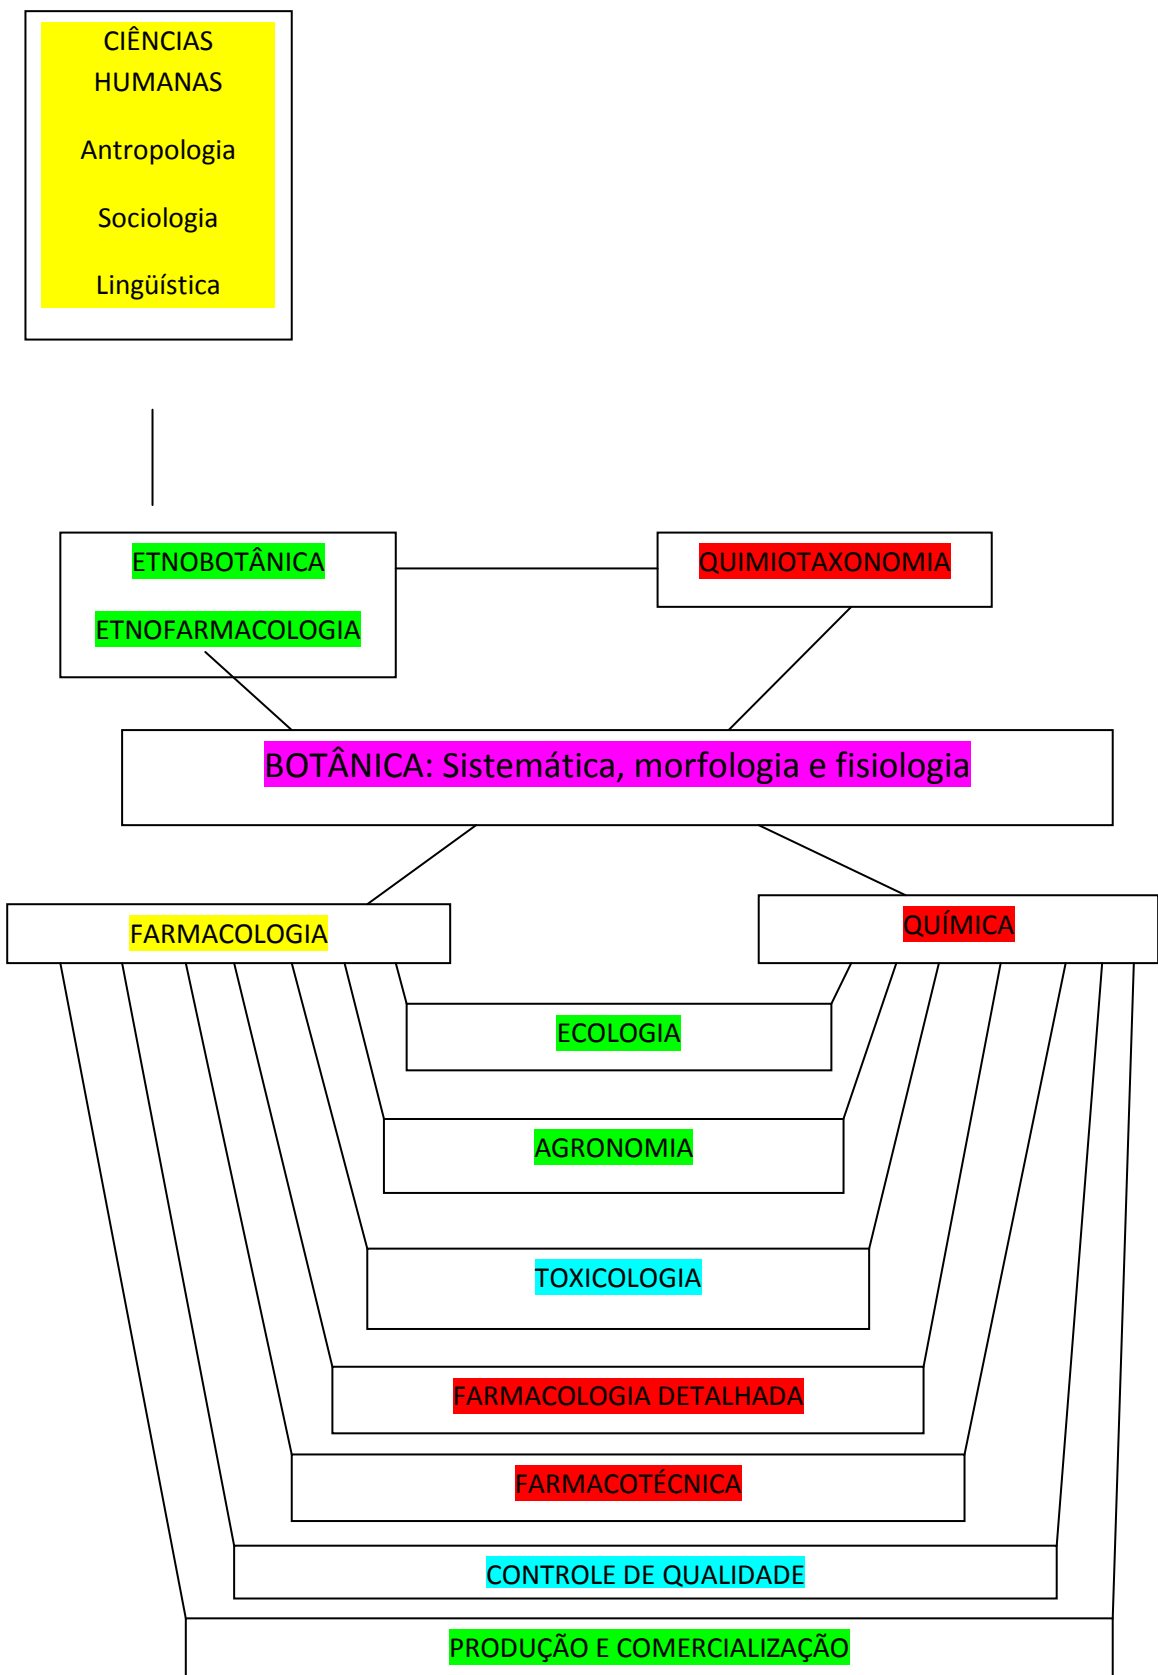 CIÊNCIAS
HUMANAS
Antropologia
Sociologia
Lingüística
ETNOBOTÂNICA
ETNOFARMACOLOGIA
QUIMIOTAXONOMIA
BOTÂNICA: Sistemática, morfologia e fisiologia
FARMACOLOGIA
QUÍMICA
ECOLOGIA
AGRONOMIA
TOXICOLOGIA
FARMACOLOGIA DETALHADA
FARMACOTÉCNICA
CONTROLE DE QUALIDADE
PRODUÇÃO E COMERCIALIZAÇÃO